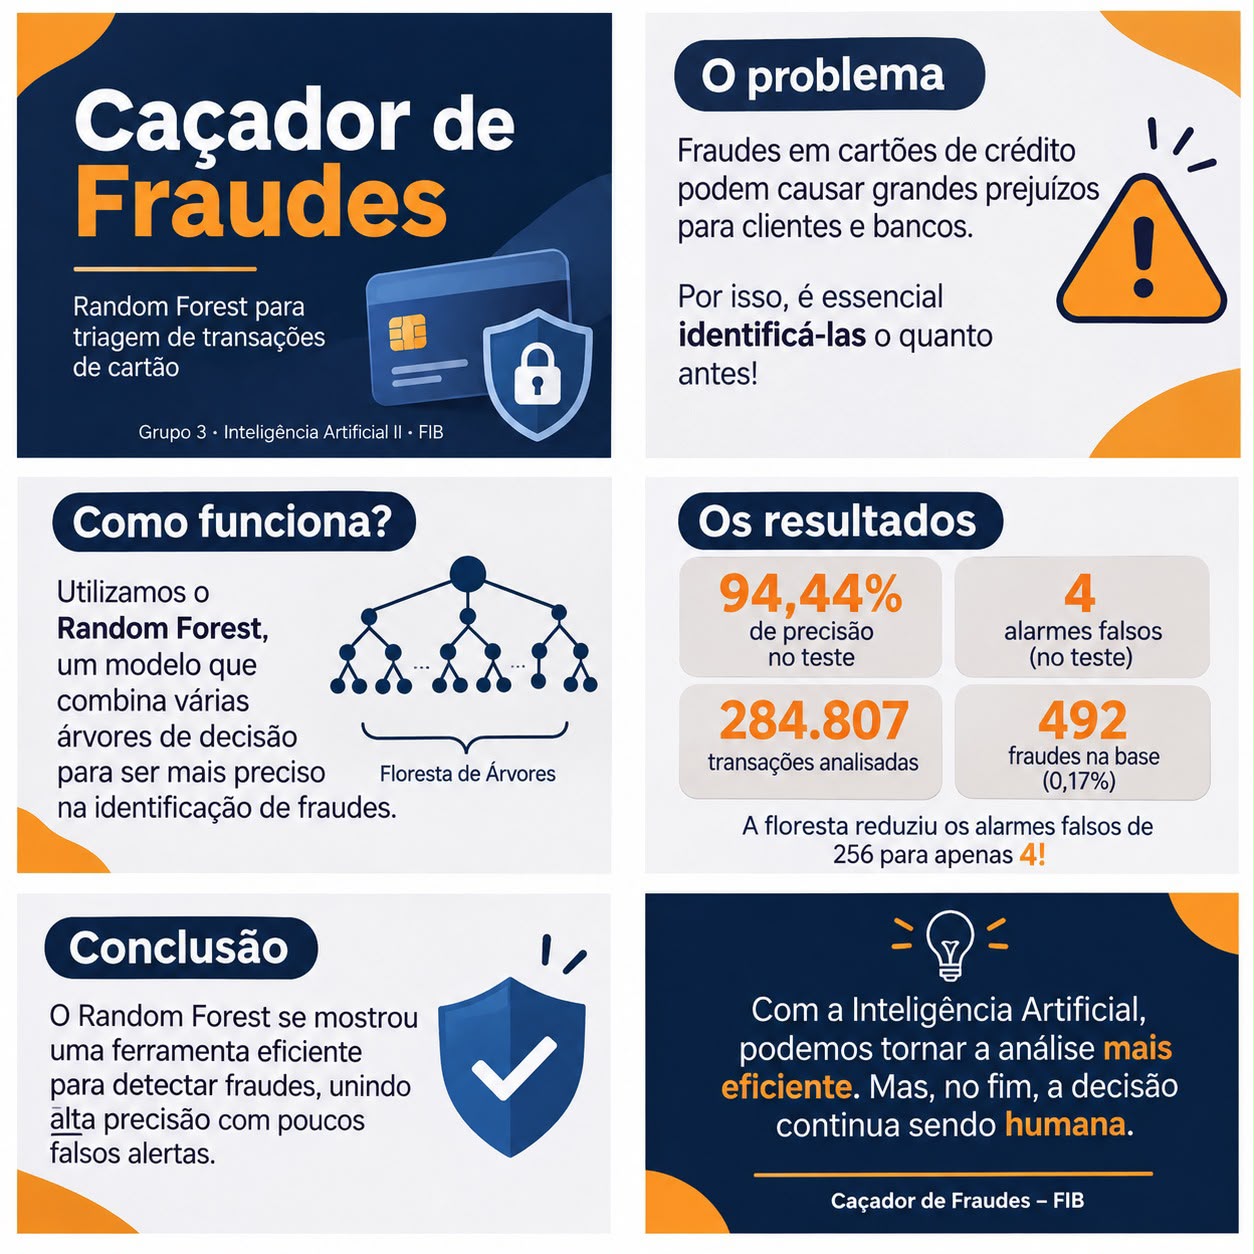 Caçador de
Fraudes
Random Forest para
triagem de transações
de cartão
Grupo 3 • Inteligência Artificial II • FIB
O problema
Fraudes em cartões de crédito
podem causar grandes prejuízos
para clientes e bancos.
Por isso, é essencial
identificá-las o quanto
antes!
Como funciona?
Utilizamos o
Random Forest,
um modelo que
combina várias
árvores de decisão
para ser mais preciso
na identificação de fraudes.
... ...
Floresta de Árvores
Os resultados
94,44%
de precisão
no teste
4
alarmes falsos
(no teste)
284.807
transações analisadas
492
fraudes na base
(0,17%)
A floresta reduziu os alarmes falsos de
256 para apenas 4!
Conclusão
O Random Forest se mostrou
uma ferramenta eficiente
para detectar fraudes, unindo
alta precisão com poucos
falsos alertas.
Com a Inteligência Artificial,
podemos tornar a análise mais
eficiente. Mas, no fim, a decisão
continua sendo humana.
Caçador de Fraudes – FIB